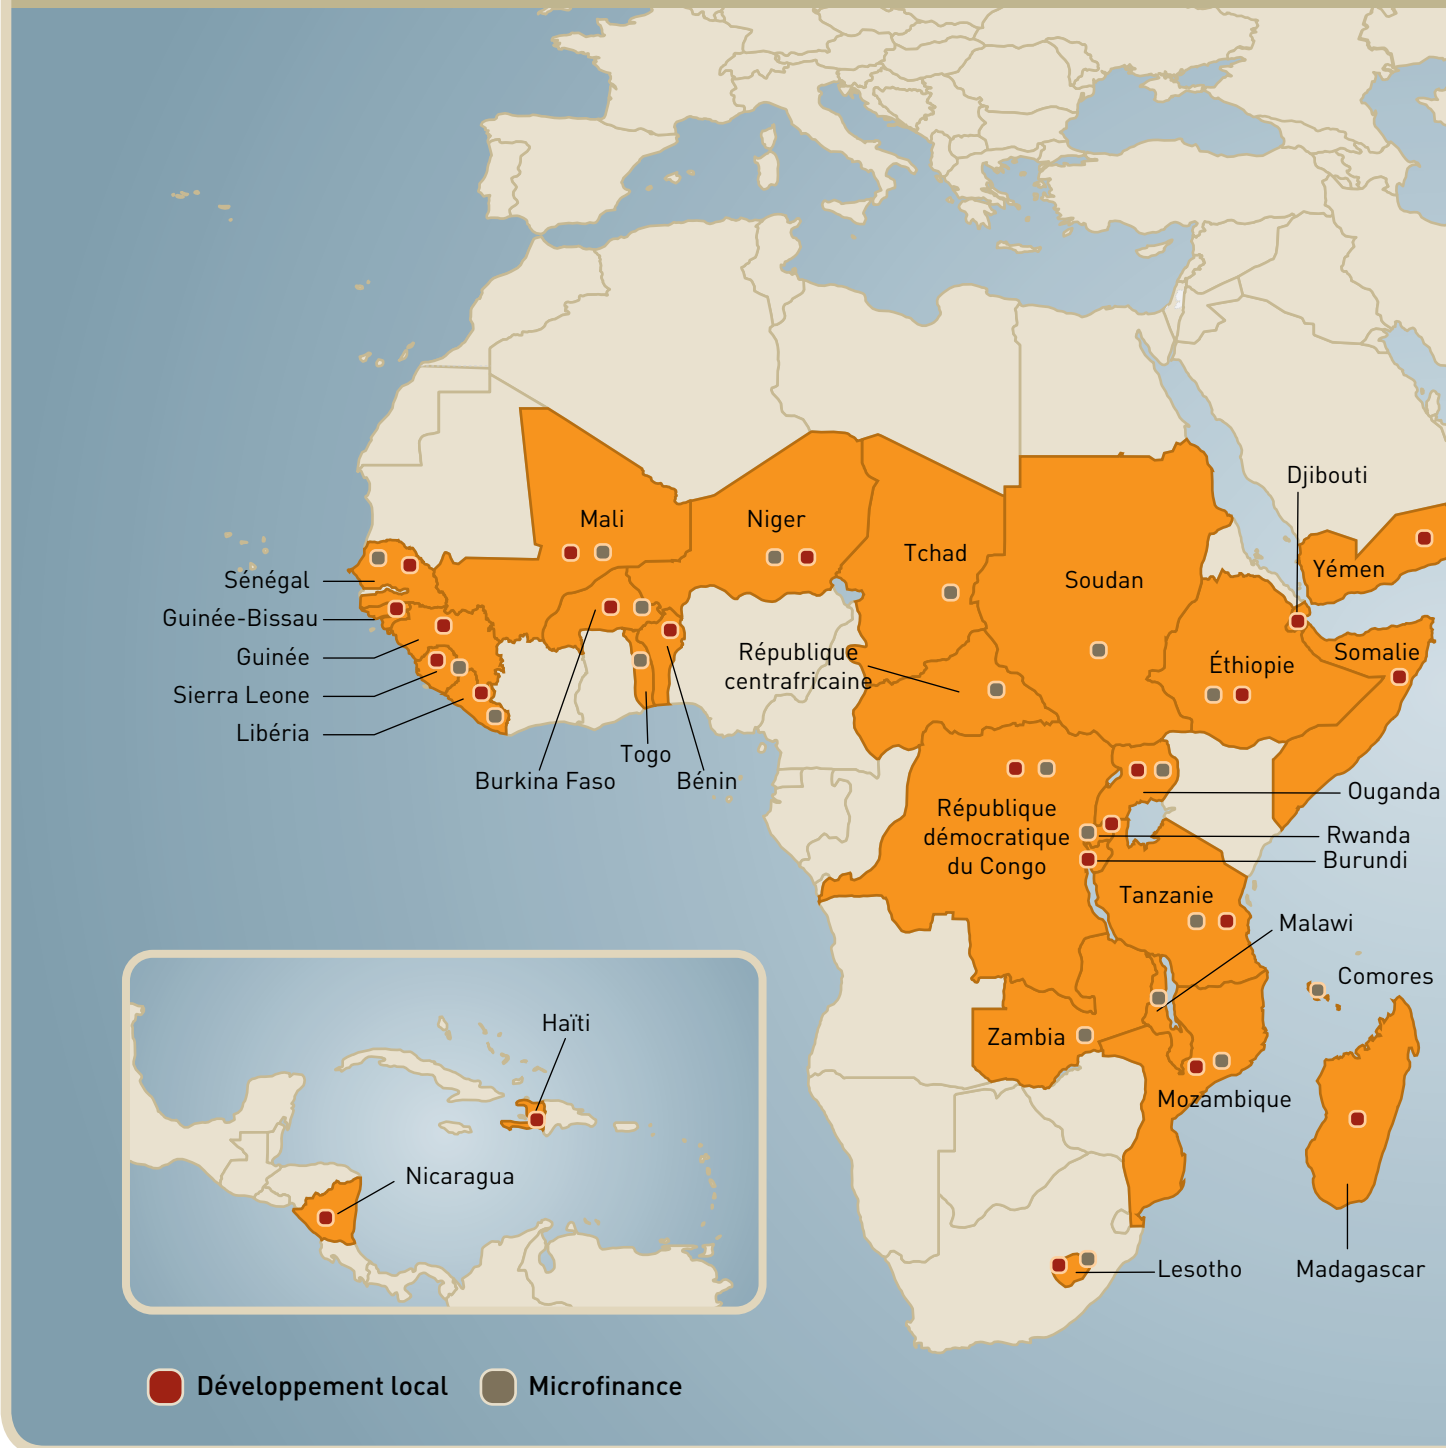 Djibouti
Mali
Niger
Tchad
Yémen
Sénégal
Soudan
Guinée-Bissau
Guinée
République
centrafricaine
Éthiopie
Somalie
Sierra Leone
Libéria
Togo
Burkina Faso
Bénin
Ouganda
République
démocratique
du Congo
Rwanda
Burundi
Tanzanie
Malawi
Comores
Haïti
Zambia
Mozambique
Nicaragua
Lesotho
Madagascar
Développement local
Microfinance